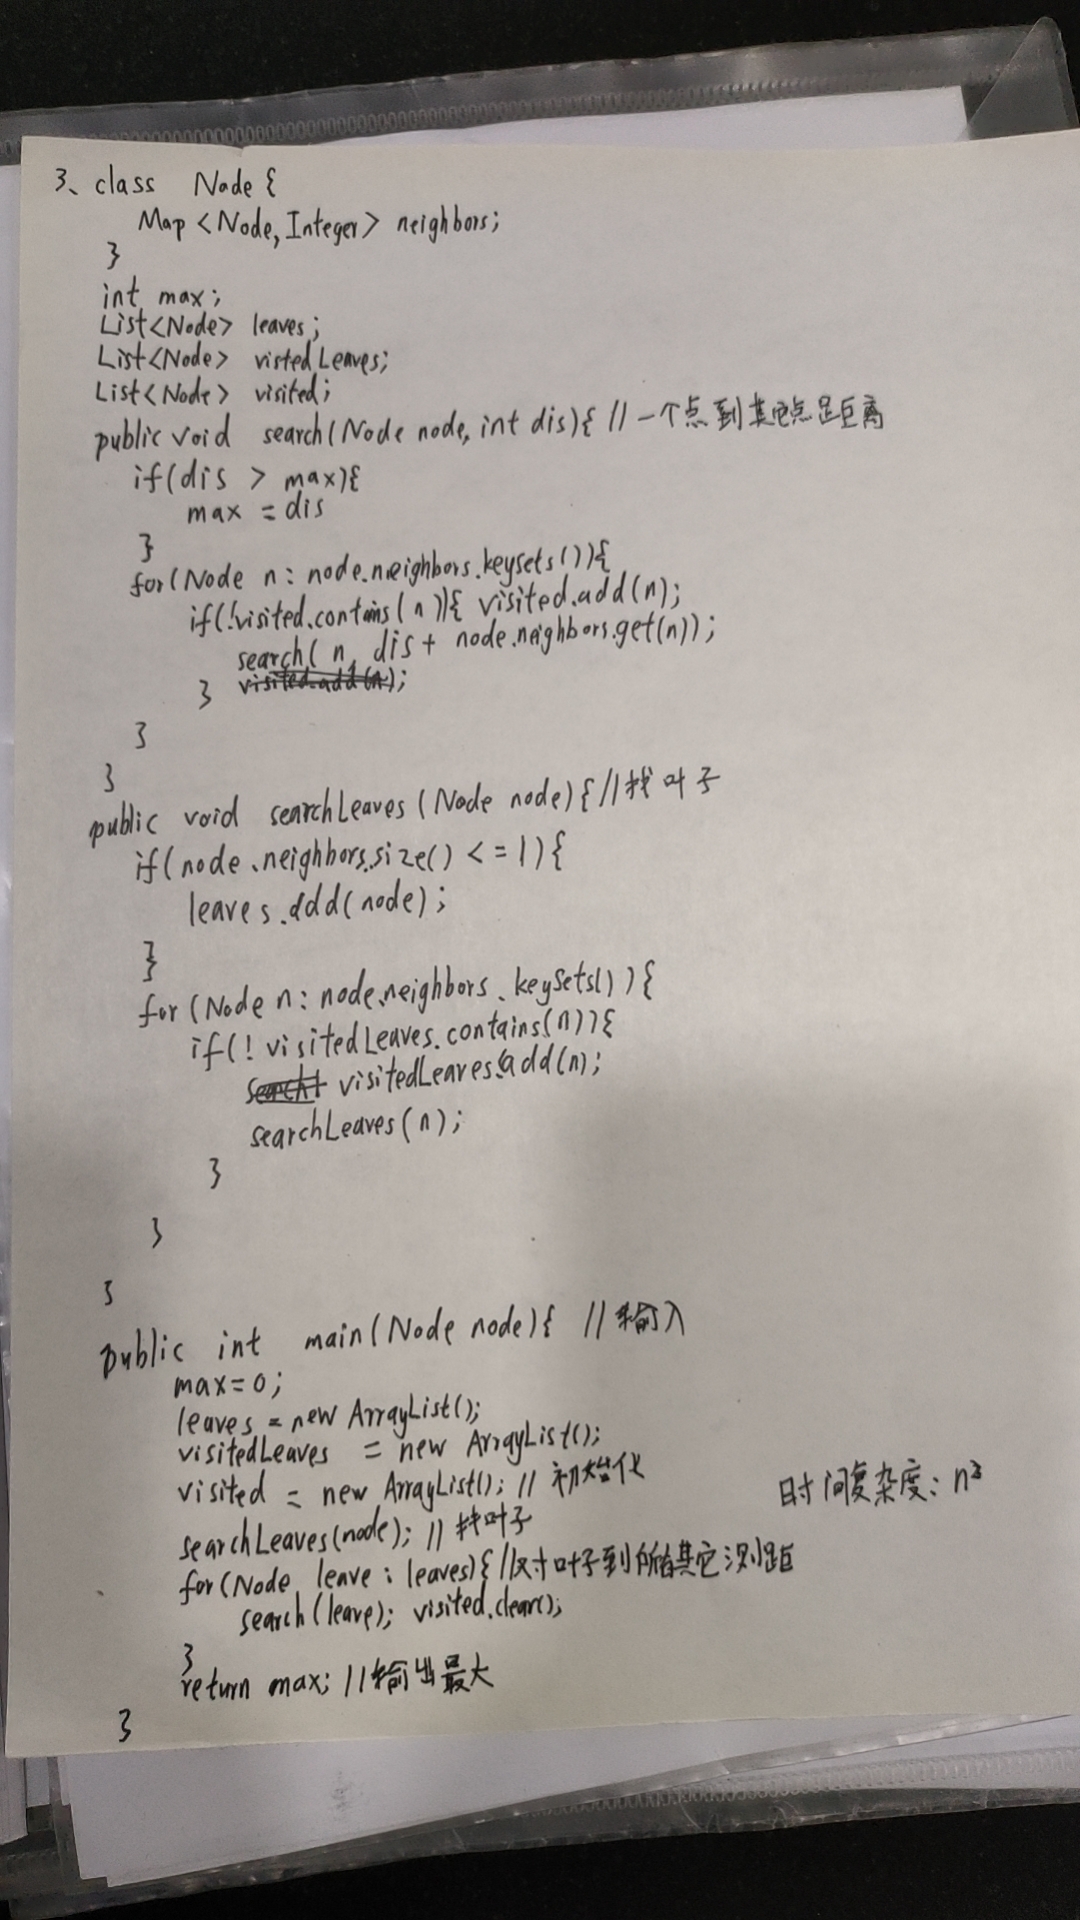 3、class Node {
Map <Node, Integer> neighbors;
}
int max;
List<Node> leaves;
List<Node> visted Leaves;
List<Node> visited;
public void search(Node node, int dis){ //一个点到其它点距离
if(dis > max){
max = dis
}
for(Node n: node.neighbors.keysets()){
if(!visited.contains(n)){ visited.add(n);
search( n, dis + node.neighbors.get(n));
} visited.add(n);
}
}
public void searchLeaves (Node node) { //找叶子
if(node.neighbors.size() <= 1) {
leaves.ddd(node);
}
for (Node n: node.neighbors.keySets()){
if(! visitedLeaves.contains(n)){
search( visitedLeaves.add(n);
searchLeaves(n);
}
}
}
public int main(Node node){ //输入
max=0;
leaves = new ArrayList();
visitedLeaves = new ArrayList();
visited = new ArrayList(); //初始化
时间复杂度: n²
searchLeaves(node); //找叶子
for(Node leave : leaves){ //对叶子到所有其它测距
search(leave); visited.clear();
}
return max; //输出最大
}